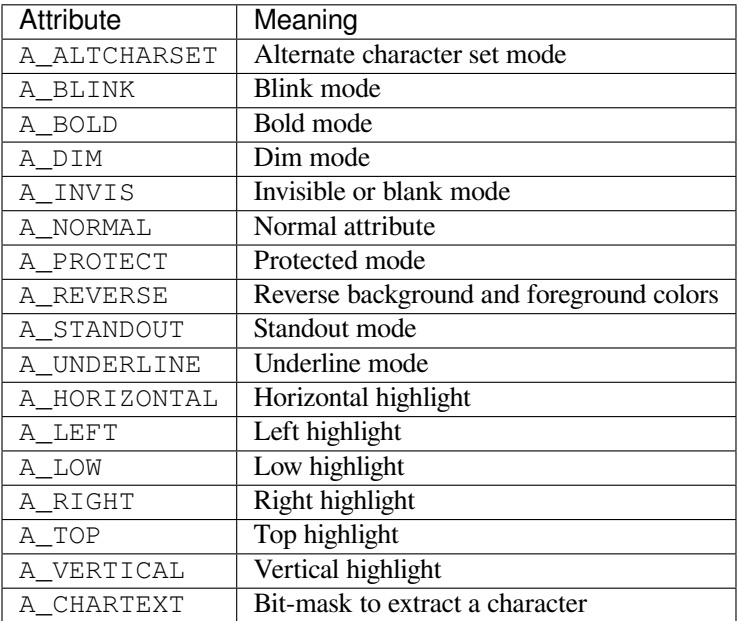 Attribute Meaning
A_ALTCHARSET Alternate character set mode
A_BLINK Blink mode
A_BOLD Bold mode
A_DIM Dim mode
A_INVIS Invisible or blank mode
A_NORMAL Normal attribute
A_PROTECT Protected mode
A_REVERSE Reverse background and foreground colors
A_STANDOUT Standout mode
A_UNDERLINE Underline mode
A_HORIZONTAL Horizontal highlight
A_LEFT Left highlight
A_LOW Low highlight
A_RIGHT Right highlight
A_TOP Top highlight
A_VERTICAL Vertical highlight
A_CHARTEXT Bit-mask to extract a character